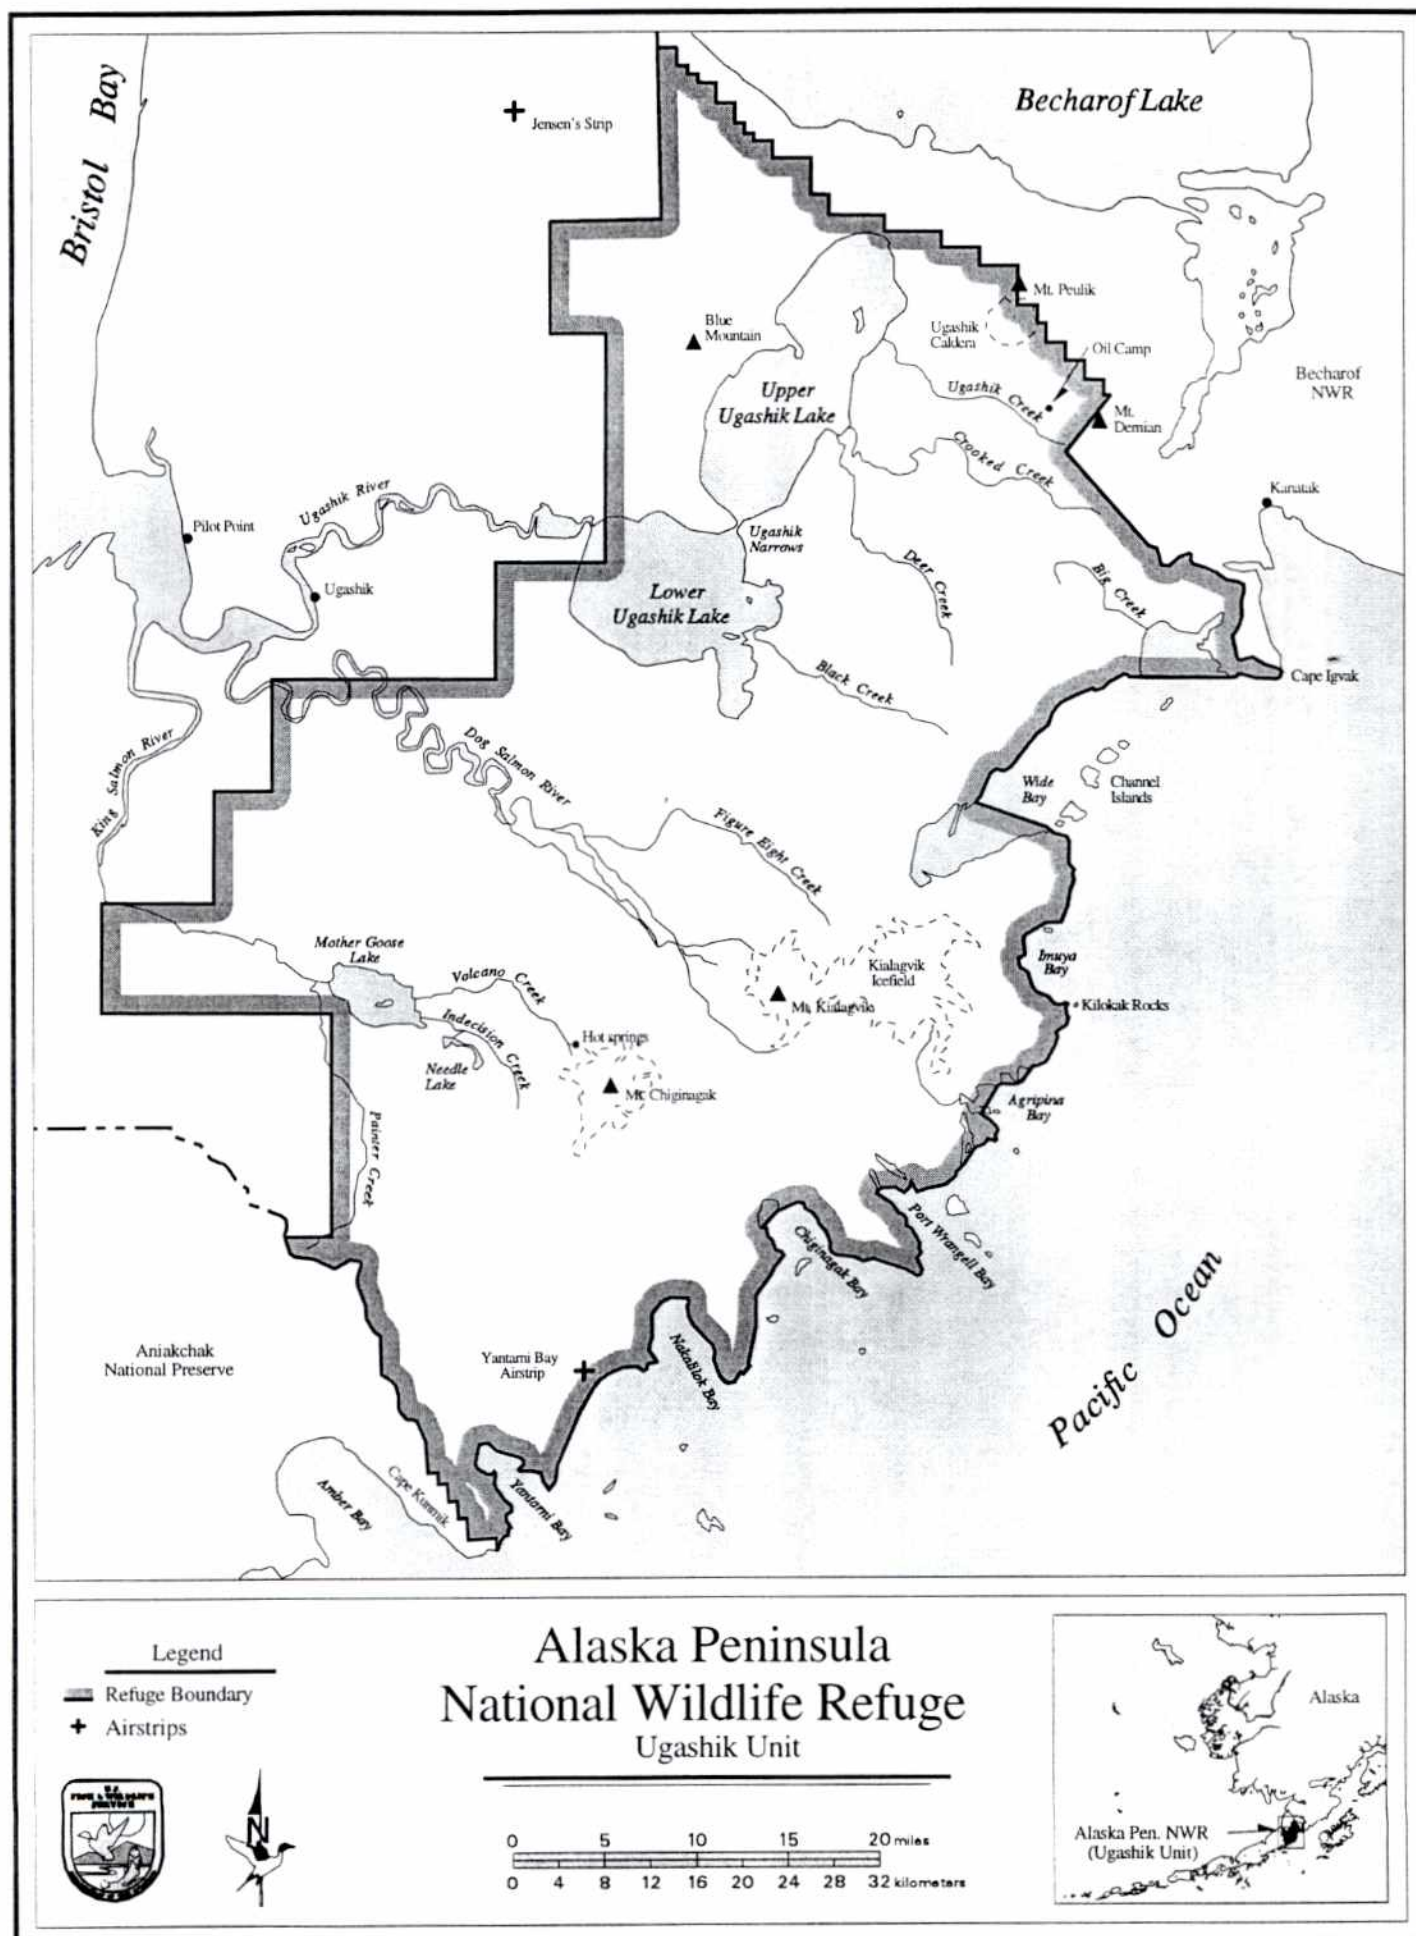 Bristol Bay
Jensen's Strip
Becharof Lake
Mt. Peulik
Ugashik
Caldera
Oil Camp
Blue
Mountain
Becharof
NWR
Upper
Ugashik Lake
Ugashik Creek
Mt.
Demian
Crooked Creek
Kanatak
Ugashik River
Pilot Point
Ugashik
Narrows
Ugashik
Deer Creek
Big Creek
Lower
Ugashik Lake
Black Creek
Cape Igvak
King Salmon River
Dog Salmon River
Wide
Bay
Channel
Islands
Figure Eight Creek
Mother Goose
Lake
Volcano Creek
Kialagvik
Icefield
Imuya
Bay
Mt. Kialagvik
Kilokak Rocks
Indecision Creek
Hot springs
Needle
Lake
Mt. Chiginagak
Agripina
Bay
Painter Creek
Port Wrangell Bay
Chiginagak Bay
Pacific Ocean
Aniakchak
National Preserve
Yantarni Bay
Airstrip
Nakalilok Bay
Cape Kunmik
Amber Bay
Yantarni Bay
Legend
Refuge Boundary
Airstrips
Alaska Peninsula
National Wildlife Refuge
Ugashik Unit
U.S.
FISH & WILDLIFE
SERVICE
N
0 5 10 15 20 miles
0 4 8 12 16 20 24 28 32 kilometers
Alaska
Alaska Pen. NWR
(Ugashik Unit)